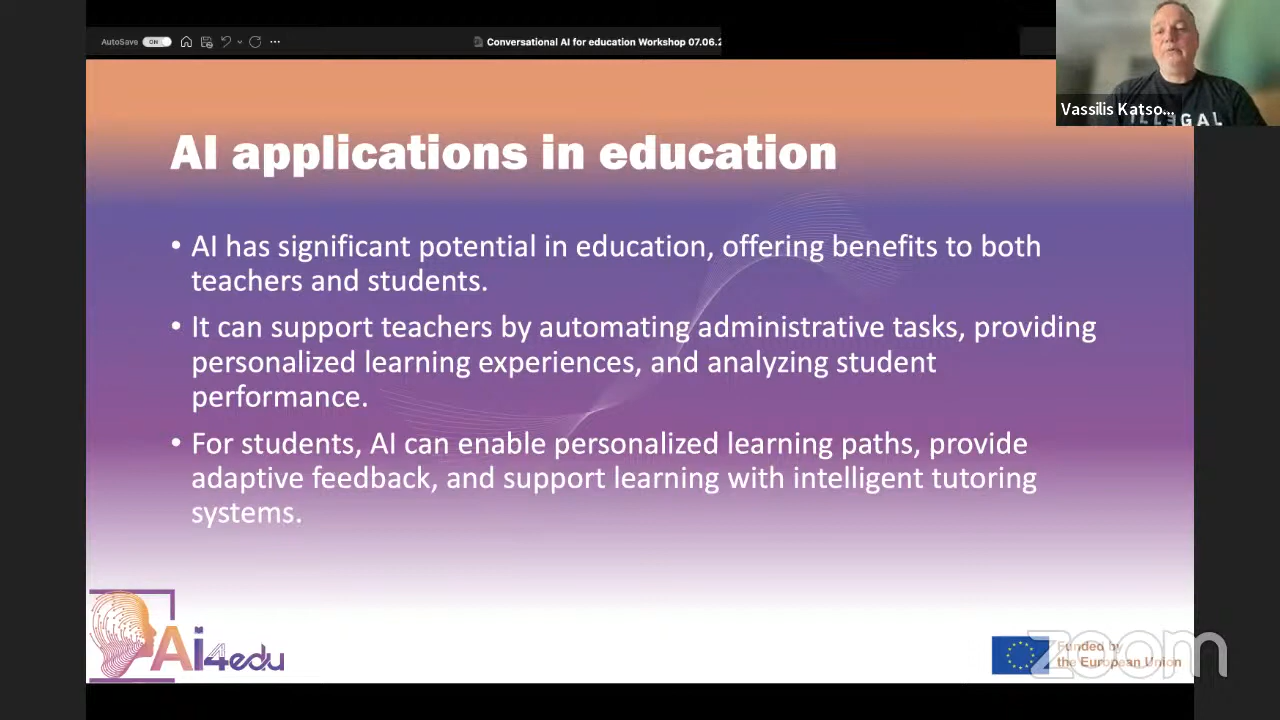 AutoSave ON
Conversational AI for education Workshop 07.06.2
Vassilis Katso...
ILLEGAL
AI applications in education
• AI has significant potential in education, offering benefits to both
teachers and students.
• It can support teachers by automating administrative tasks, providing
personalized learning experiences, and analyzing student
performance.
• For students, AI can enable personalized learning paths, provide
adaptive feedback, and support learning with intelligent tutoring
systems.
Ai4edu
Funded by
the European Union
zoom